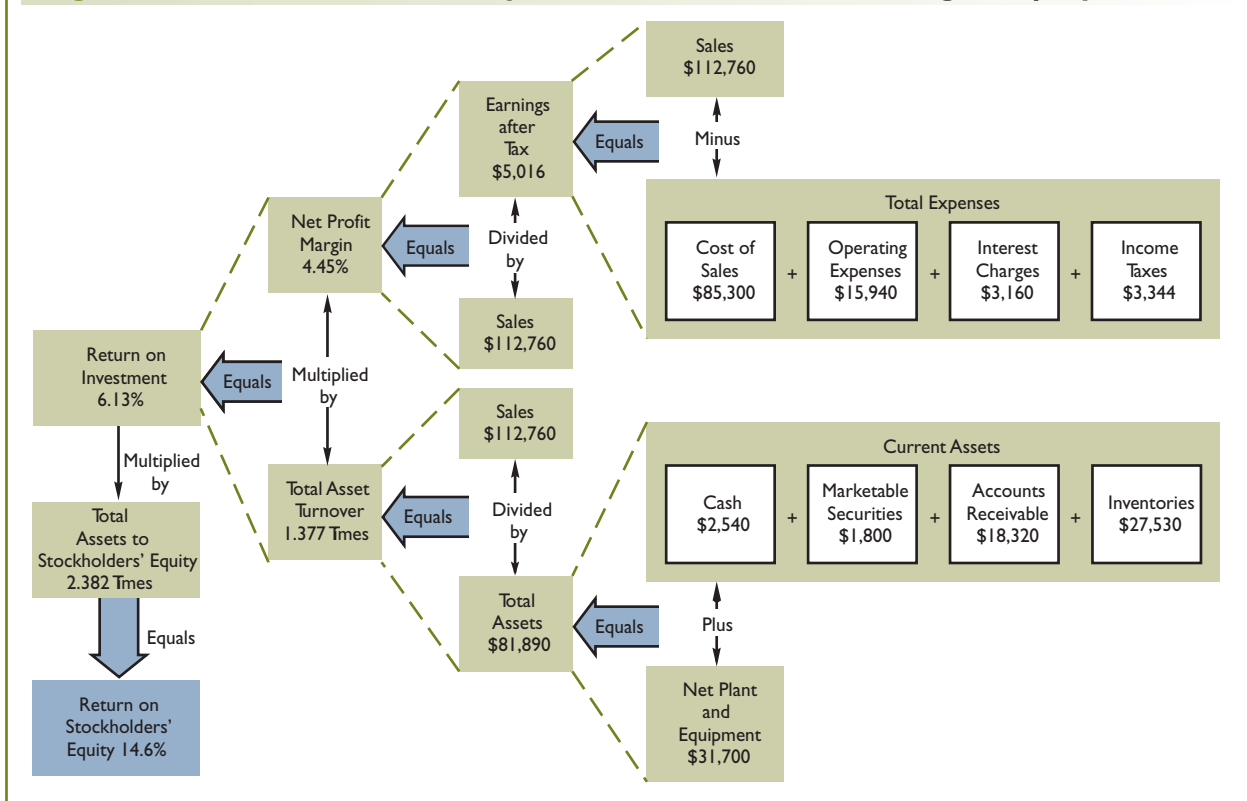 Sales
$112,760
Minus
Earnings
after
Tax
$5,016
Equals
Total Expenses
Cost of
Sales
$85,300
+
Operating
Expenses
$15,940
+
Interest
Charges
$3,160
+
Income
Taxes
$3,344
Net Profit
Margin
4.45%
Equals
Divided
by
Sales
$112,760
Return on
Investment
6.13%
Equals
Multiplied
by
Sales
$112,760
Divided
by
Total Asset
Turnover
1.377 Times
Equals
Current Assets
Cash
$2,540
+
Marketable
Securities
$1,800
+
Accounts
Receivable
$18,320
+
Inventories
$27,530
Total
Assets
$81,890
Equals
Plus
Net Plant
and
Equipment
$31,700
Multiplied
by
Total
Assets to
Stockholders' Equity
2.382 Tmes
Equals
Return on
Stockholders'
Equity 14.6%